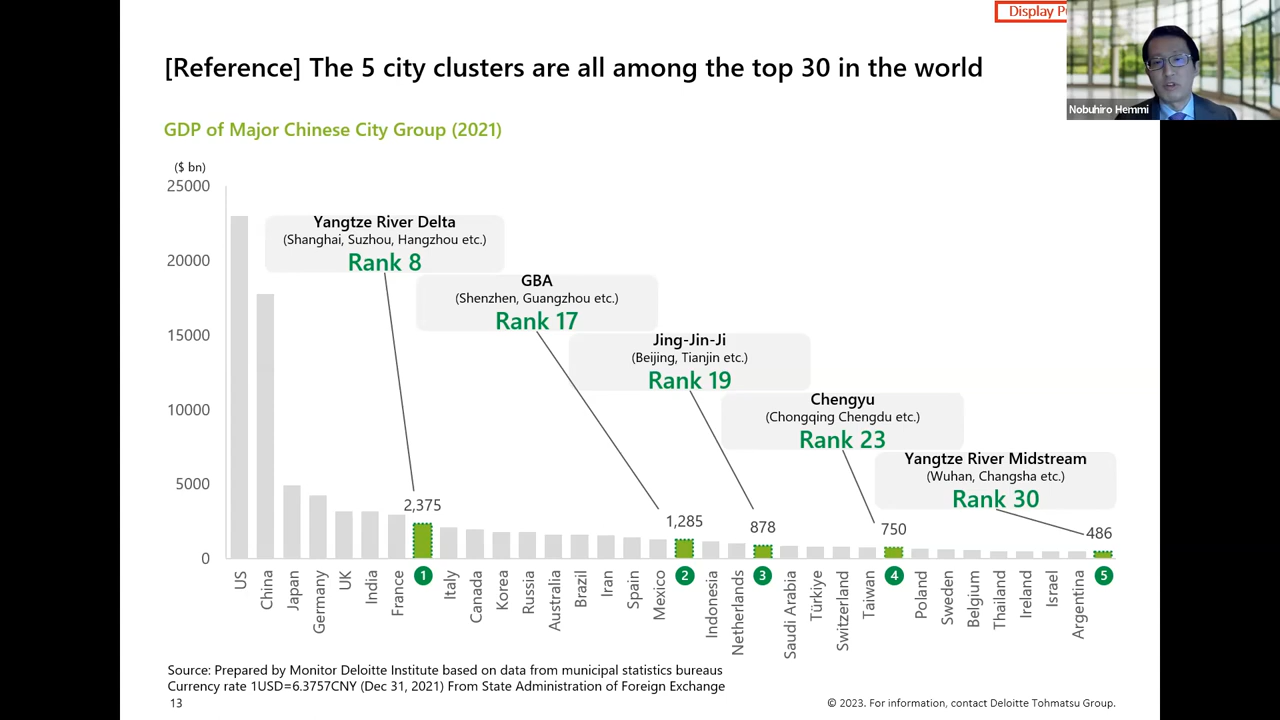 Display
[Reference] The 5 city clusters are all among the top 30 in the world
Nobuhiro Hemmi
GDP of Major Chinese City Group (2021)
($ bn)
25000
20000
15000
10000
5000
0
Yangtze River Delta
(Shanghai, Suzhou, Hangzhou etc.)
Rank 8
GBA
(Shenzhen, Guangzhou etc.)
Rank 17
Jing-Jin-Ji
(Beijing, Tianjin etc.)
Rank 19
Chengyu
(Chongqing Chengdu etc.)
Rank 23
Yangtze River Midstream
(Wuhan, Changsha etc.)
Rank 30
2,375
1,285
878
750
486
US
China
Japan
Germany
UK
India
France
1
Italy
Canada
Korea
Russia
Australia
Brazil
Iran
Spain
Mexico
2
Indonesia
Netherlands
3
Saudi Arabia
Türkiye
Switzerland
Taiwan
4
Poland
Sweden
Belgium
Thailand
Ireland
Israel
Argentina
5
Source: Prepared by Monitor Deloitte Institute based on data from municipal statistics bureaus
Currency rate 1USD=6.3757CNY (Dec 31, 2021) From State Administration of Foreign Exchange
13
© 2023. For information, contact Deloitte Tohmatsu Group.